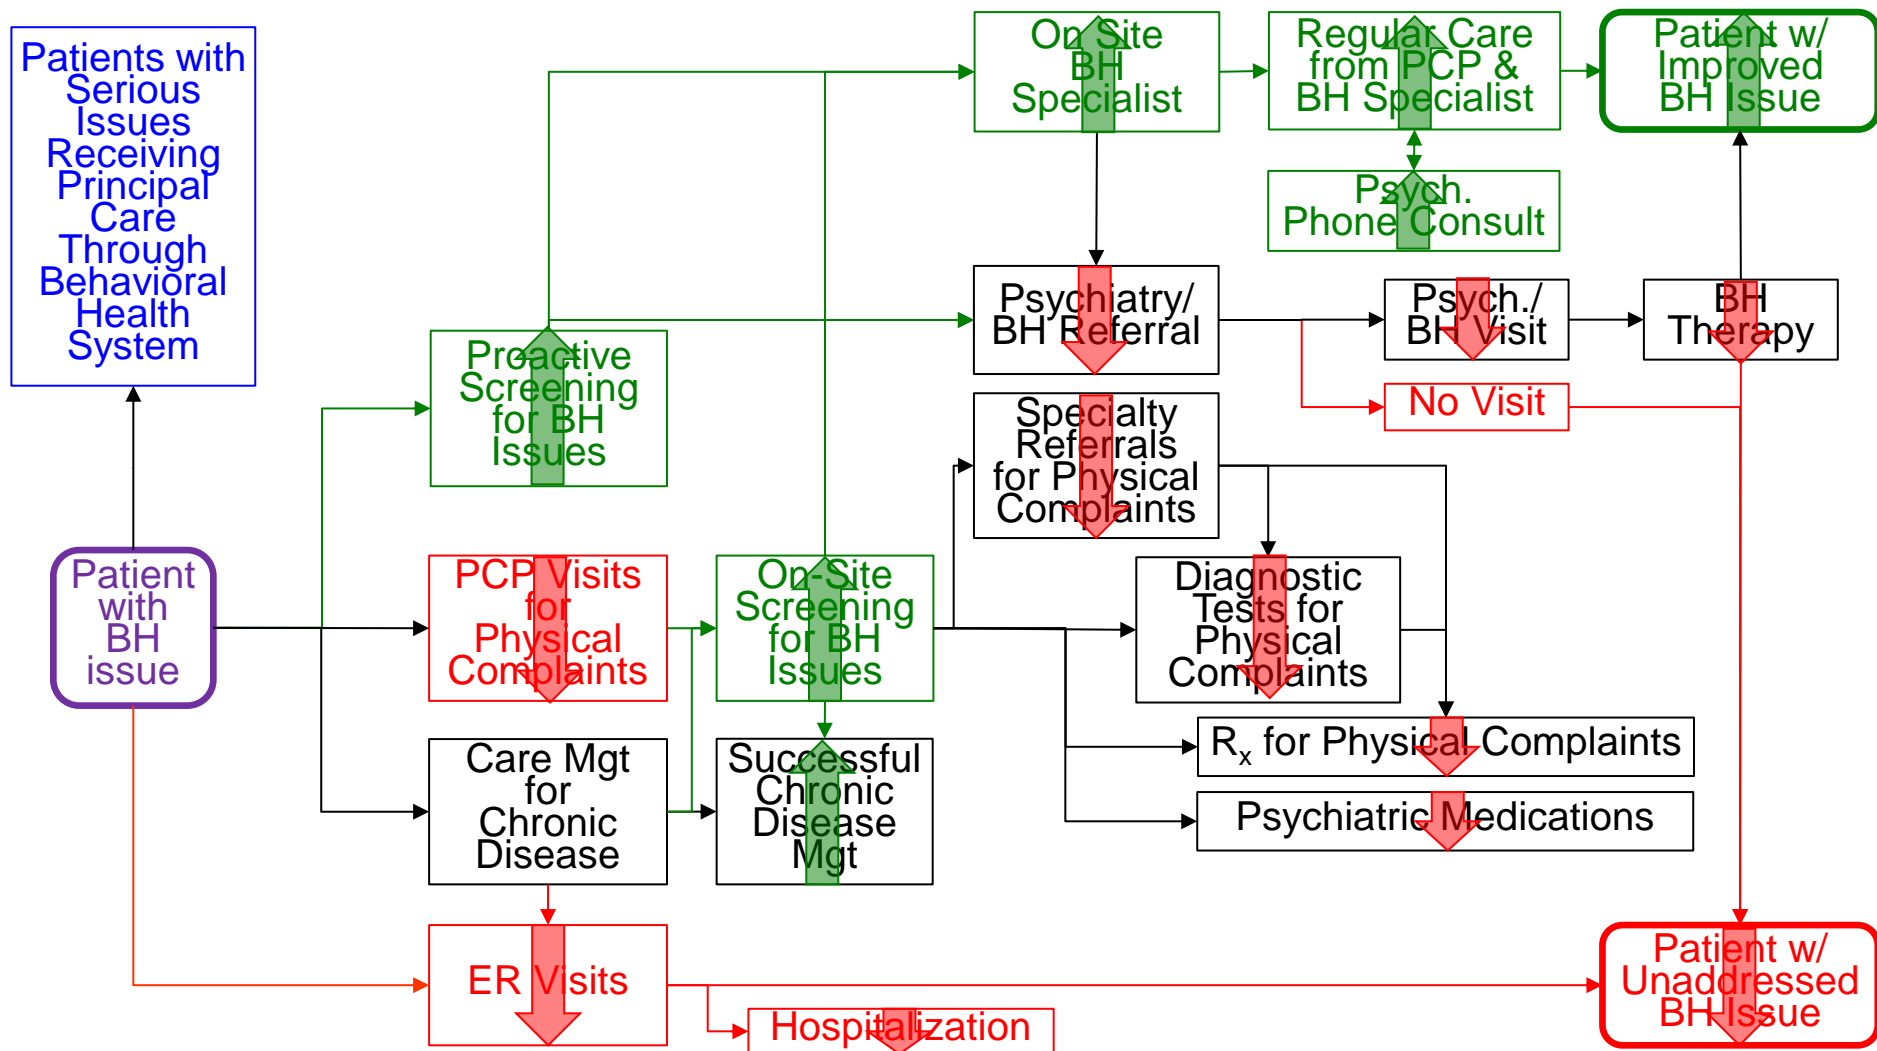 Patients with
Serious
Issues
Receiving
Principal
Care
Through
Behavioral
Health
System
On Site
BH
Specialist
Regular Care
from PCP &
BH Specialist
Patient w/
Improved
BH Issue
Psych.
Phone Consult
Psychiatry/
BH Referral
Psych./
BH Visit
BH
Therapy
No Visit
Proactive
Screening
for BH
Issues
Specialty
Referrals
for Physical
Complaints
Patient
with
BH
issue
PCP Visits
for
Physical
Complaints
On-Site
Screening
for BH
Issues
Diagnostic
Tests for
Physical
Complaints
Rx for Physical Complaints
Psychiatric Medications
Care Mgt
for
Chronic
Disease
Successful
Chronic
Disease
Mgt
ER Visits
Hospitalization
Patient w/
Unaddressed
BH Issue